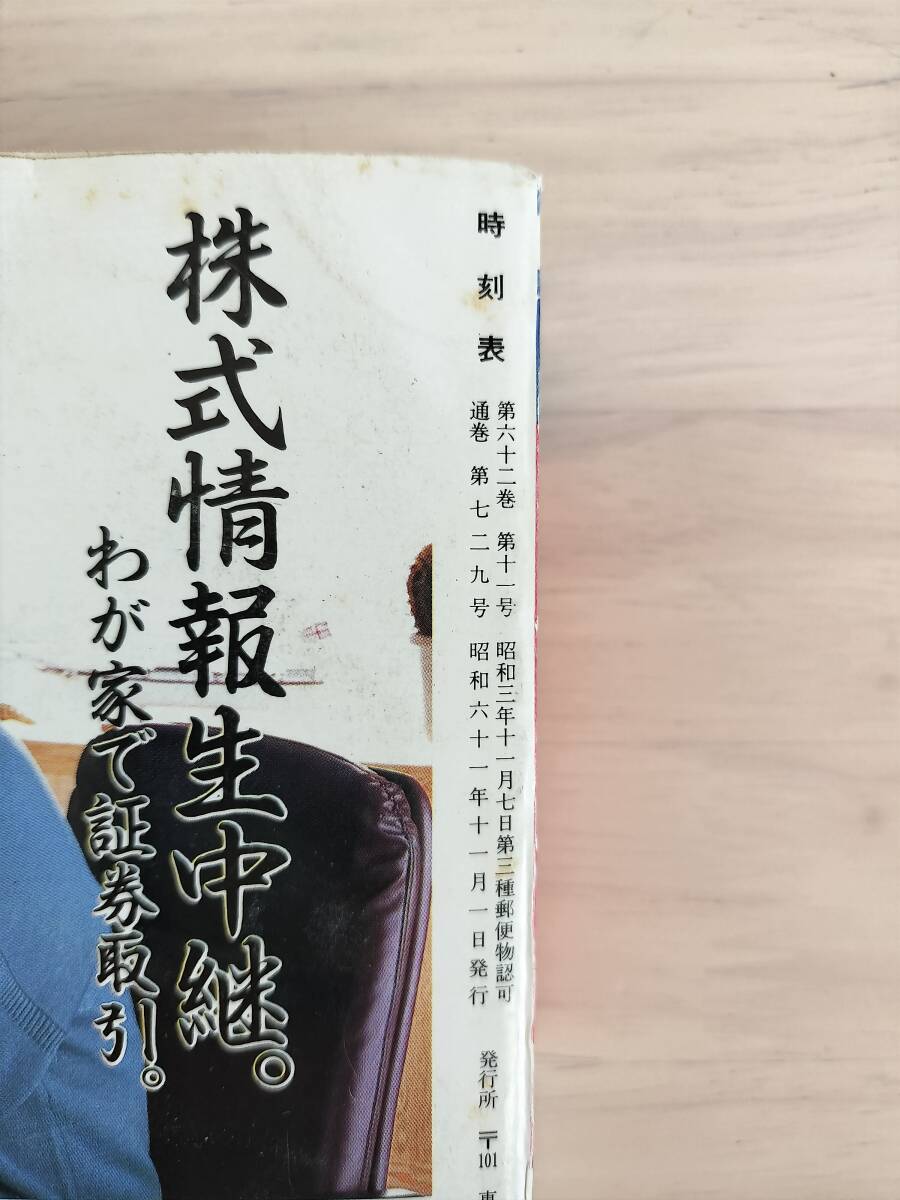 時刻表
第六十二巻 第十一号 昭和三年十一月七日第三種郵便物認可
通巻 第七二九号 昭和六十一年十一月一日発行
発行所 〒101 東
株式情報生中継。
わが家で証券取引。